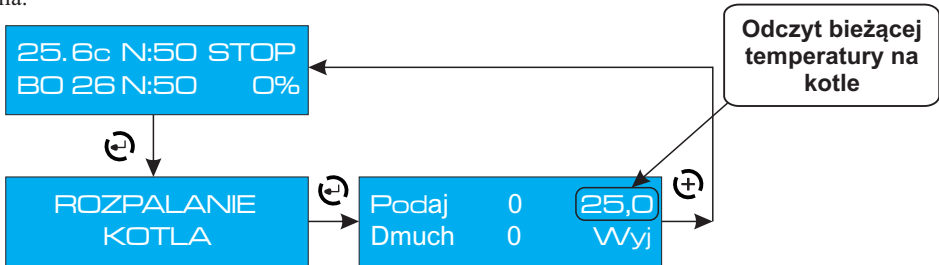 25.6c N:50 STOP
BO 26 N:50 0%
Odczyt bieżącej
temperatury na
kotle
ROZPALANIE
KOTLA
Podaj 0 25,0
Dmuch 0 Wyj